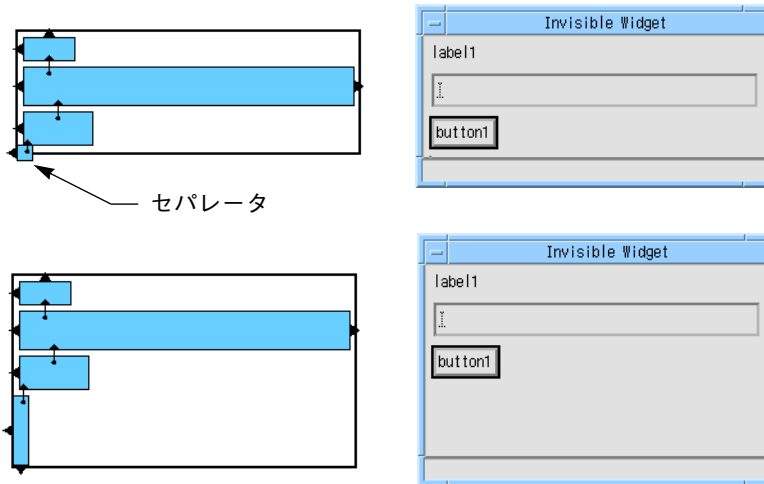 Invisible Widget
label1
button1
セパレータ
Invisible Widget
label1
button1